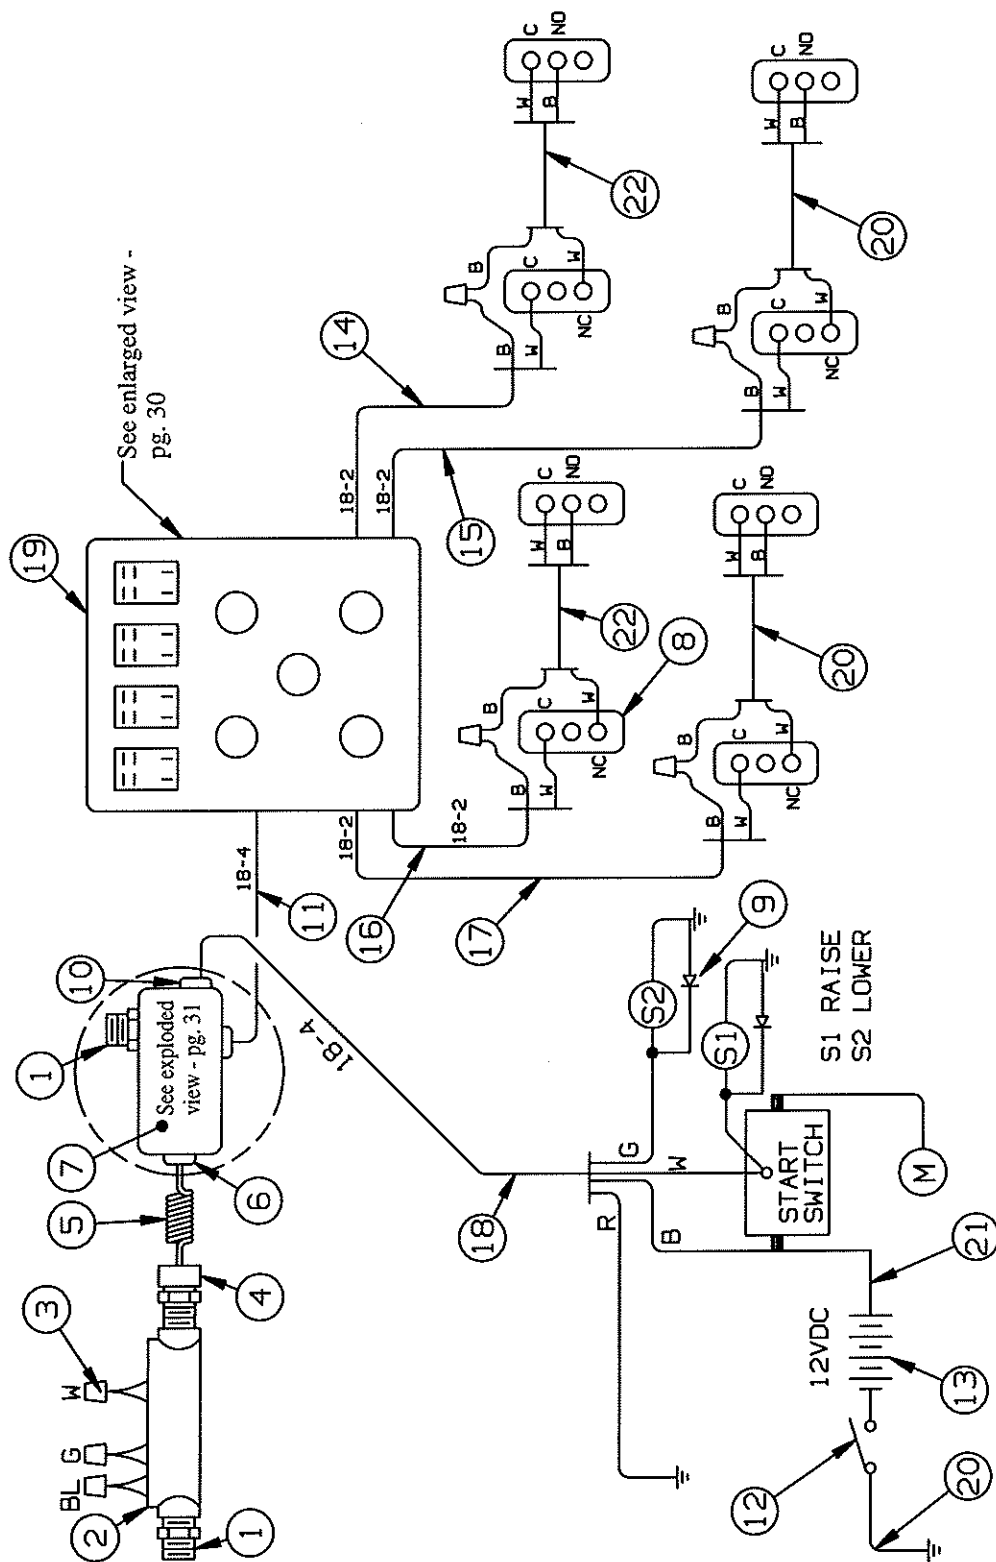 See enlarged view -
pg. 30
19
14
15
22
20
C
NO
W
B
B
C
W
NC
B
W
C
NO
W
B
B
C
W
NC
B
W
18-2
18-2
18-4
18-2
18-2
11
16
17
22
8
20
C
NO
W
B
B
C
W
NC
B
W
C
NO
W
B
B
C
W
NC
B
W
1
10
7
See exploded
view - pg. 31
5
6
3
4
W
G
BL
2
1
18-4
18
R
B
W
G
S2
9
S1
S1 RAISE
S2 LOWER
START
SWITCH
M
21
12VDC
13
12
20